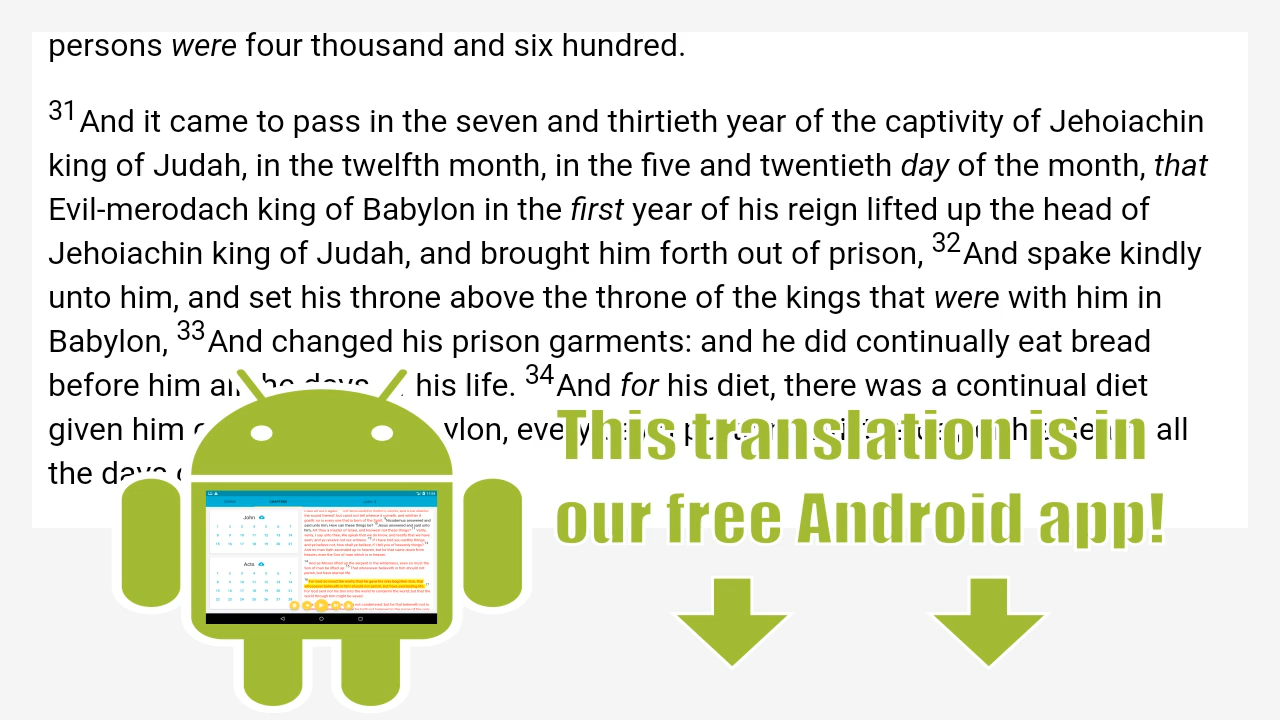 persons were four thousand and six hundred.
31And it came to pass in the seven and thirtieth year of the captivity of Jehoiachin
king of Judah, in the twelfth month, in the five and twentieth day of the month, that
Evil-merodach king of Babylon in the first year of his reign lifted up the head of
Jehoiachin king of Judah, and brought him forth out of prison, 32And spake kindly
unto him, and set his throne above the throne of the kings that were with him in
Babylon, 33And changed his prison garments: and he did continually eat bread
before him his life. 34And for his diet, there was a continual diet
given him all
the
This translation is in
our free Android app!
John
Acts